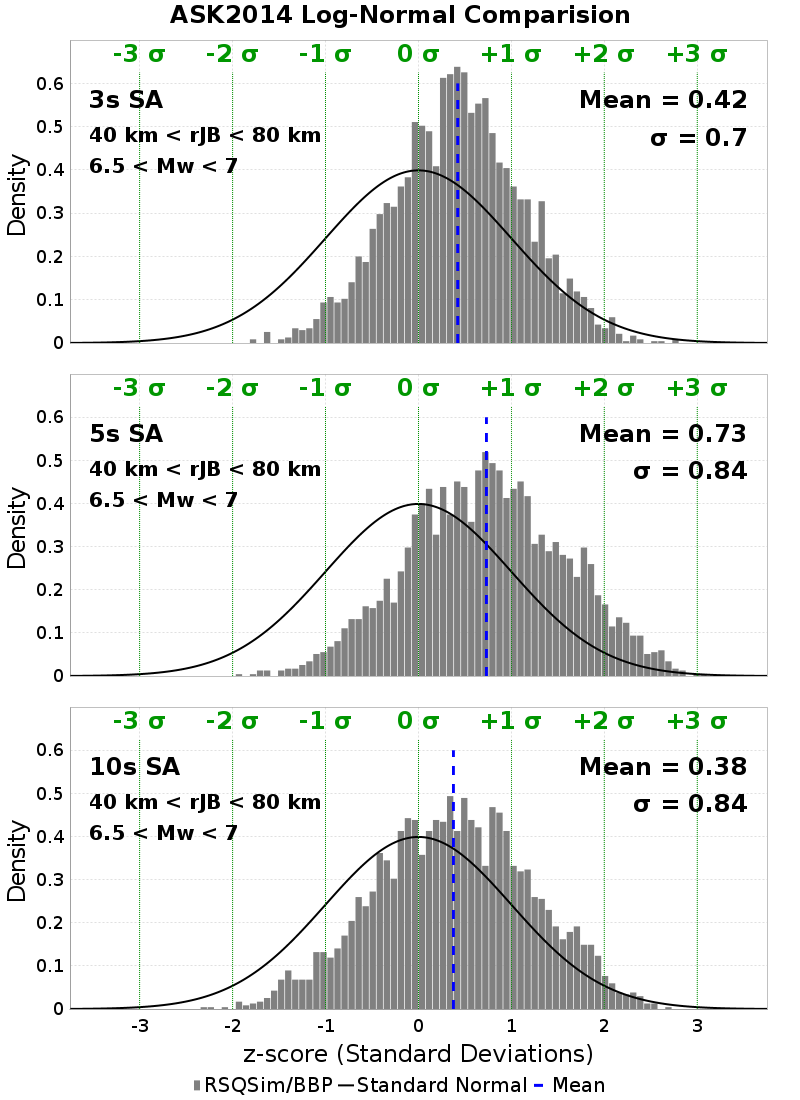 ASK2014 Log-Normal Comparision
-3 σ -2 σ -1 σ 0 σ +1 σ +2 σ +3 σ
3s SA
Mean = 0.42
40 km < rJB < 80 km
σ = 0.7
6.5 < Mw < 7
Density
0.6
0.5
0.4
0.3
0.2
0.1
0
-3 σ -2 σ -1 σ 0 σ +1 σ +2 σ +3 σ
5s SA
Mean = 0.73
40 km < rJB < 80 km
σ = 0.84
6.5 < Mw < 7
Density
0.6
0.5
0.4
0.3
0.2
0.1
0
-3 σ -2 σ -1 σ 0 σ +1 σ +2 σ +3 σ
10s SA
Mean = 0.38
40 km < rJB < 80 km
σ = 0.84
6.5 < Mw < 7
Density
0.6
0.5
0.4
0.3
0.2
0.1
0
-3 -2 -1 0 1 2 3
z-score (Standard Deviations)
RSQSim/BBP Standard Normal Mean